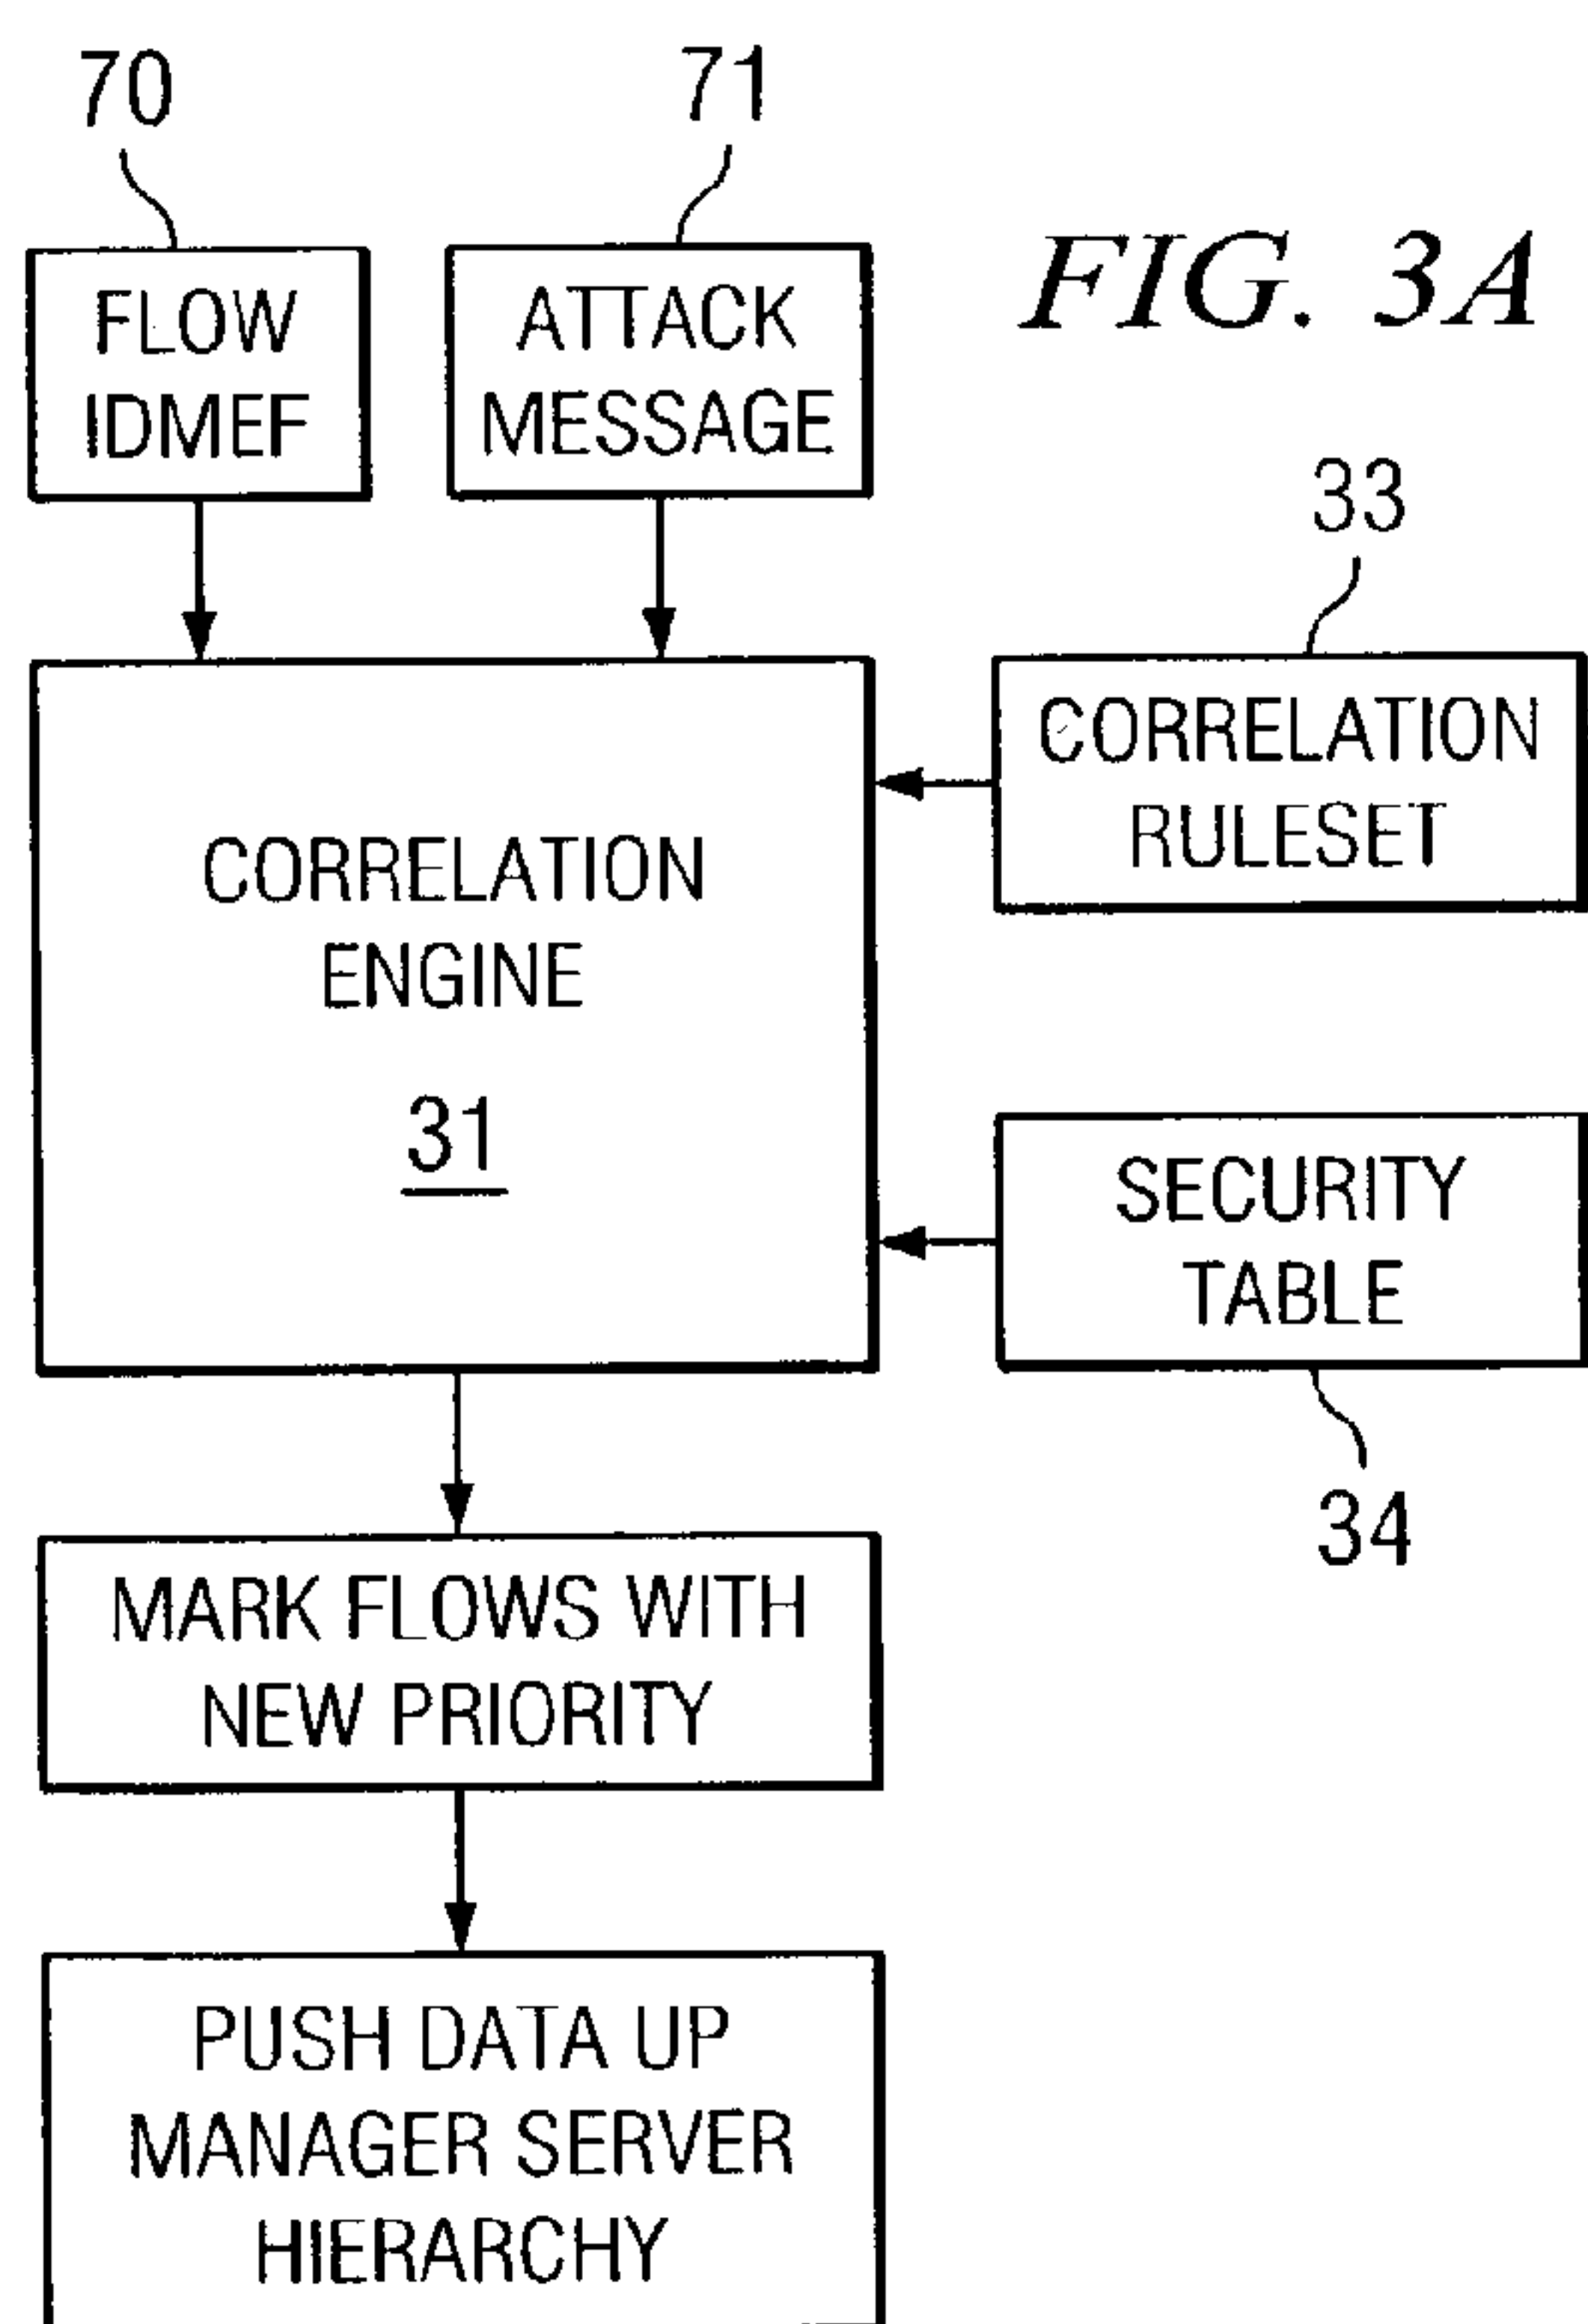 70
71
FIG. 3A
FLOW
IDMEF
ATTACK
MESSAGE
33
CORRELATION
RULESET
CORRELATION
ENGINE
31
SECURITY
TABLE
34
MARK FLOWS WITH
NEW PRIORITY
PUSH DATA UP
MANAGER SERVER
HIERARCHY